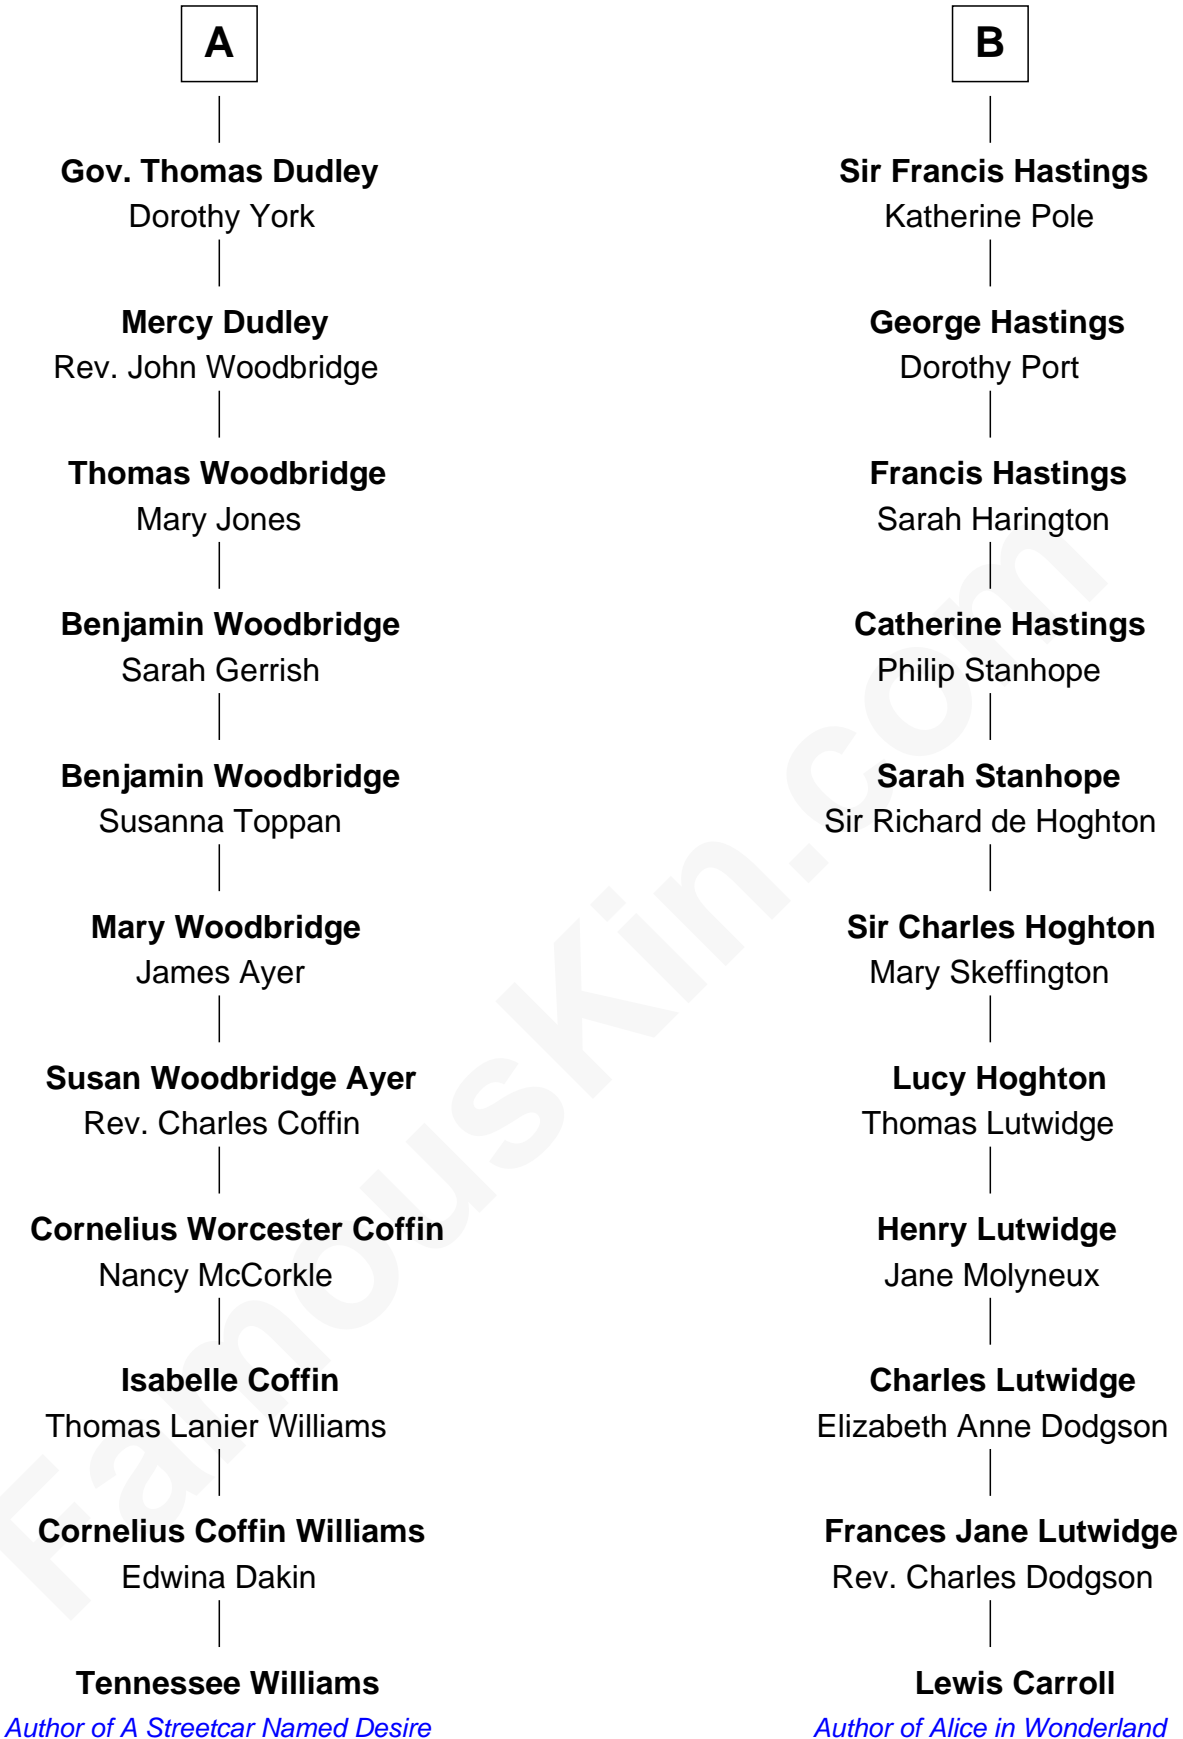 A
Gov. Thomas Dudley
Dorothy York
Mercy Dudley
Rev. John Woodbridge
Thomas Woodbridge
Mary Jones
Benjamin Woodbridge
Sarah Gerrish
Benjamin Woodbridge
Susanna Toppan
Mary Woodbridge
James Ayer
Susan Woodbridge Ayer
Rev. Charles Coffin
Cornelius Worcester Coffin
Nancy McCorkle
Isabelle Coffin
Thomas Lanier Williams
Cornelius Coffin Williams
Edwina Dakin
Tennessee Williams
Author of A Streetcar Named Desire
B
Sir Francis Hastings
Katherine Pole
George Hastings
Dorothy Port
Francis Hastings
Sarah Harington
Catherine Hastings
Philip Stanhope
Sarah Stanhope
Sir Richard de Hoghton
Sir Charles Hoghton
Mary Skeffington
Lucy Hoghton
Thomas Lutwidge
Henry Lutwidge
Jane Molyneux
Charles Lutwidge
Elizabeth Anne Dodgson
Frances Jane Lutwidge
Rev. Charles Dodgson
Lewis Carroll
Author of Alice in Wonderland
FamousKin.com